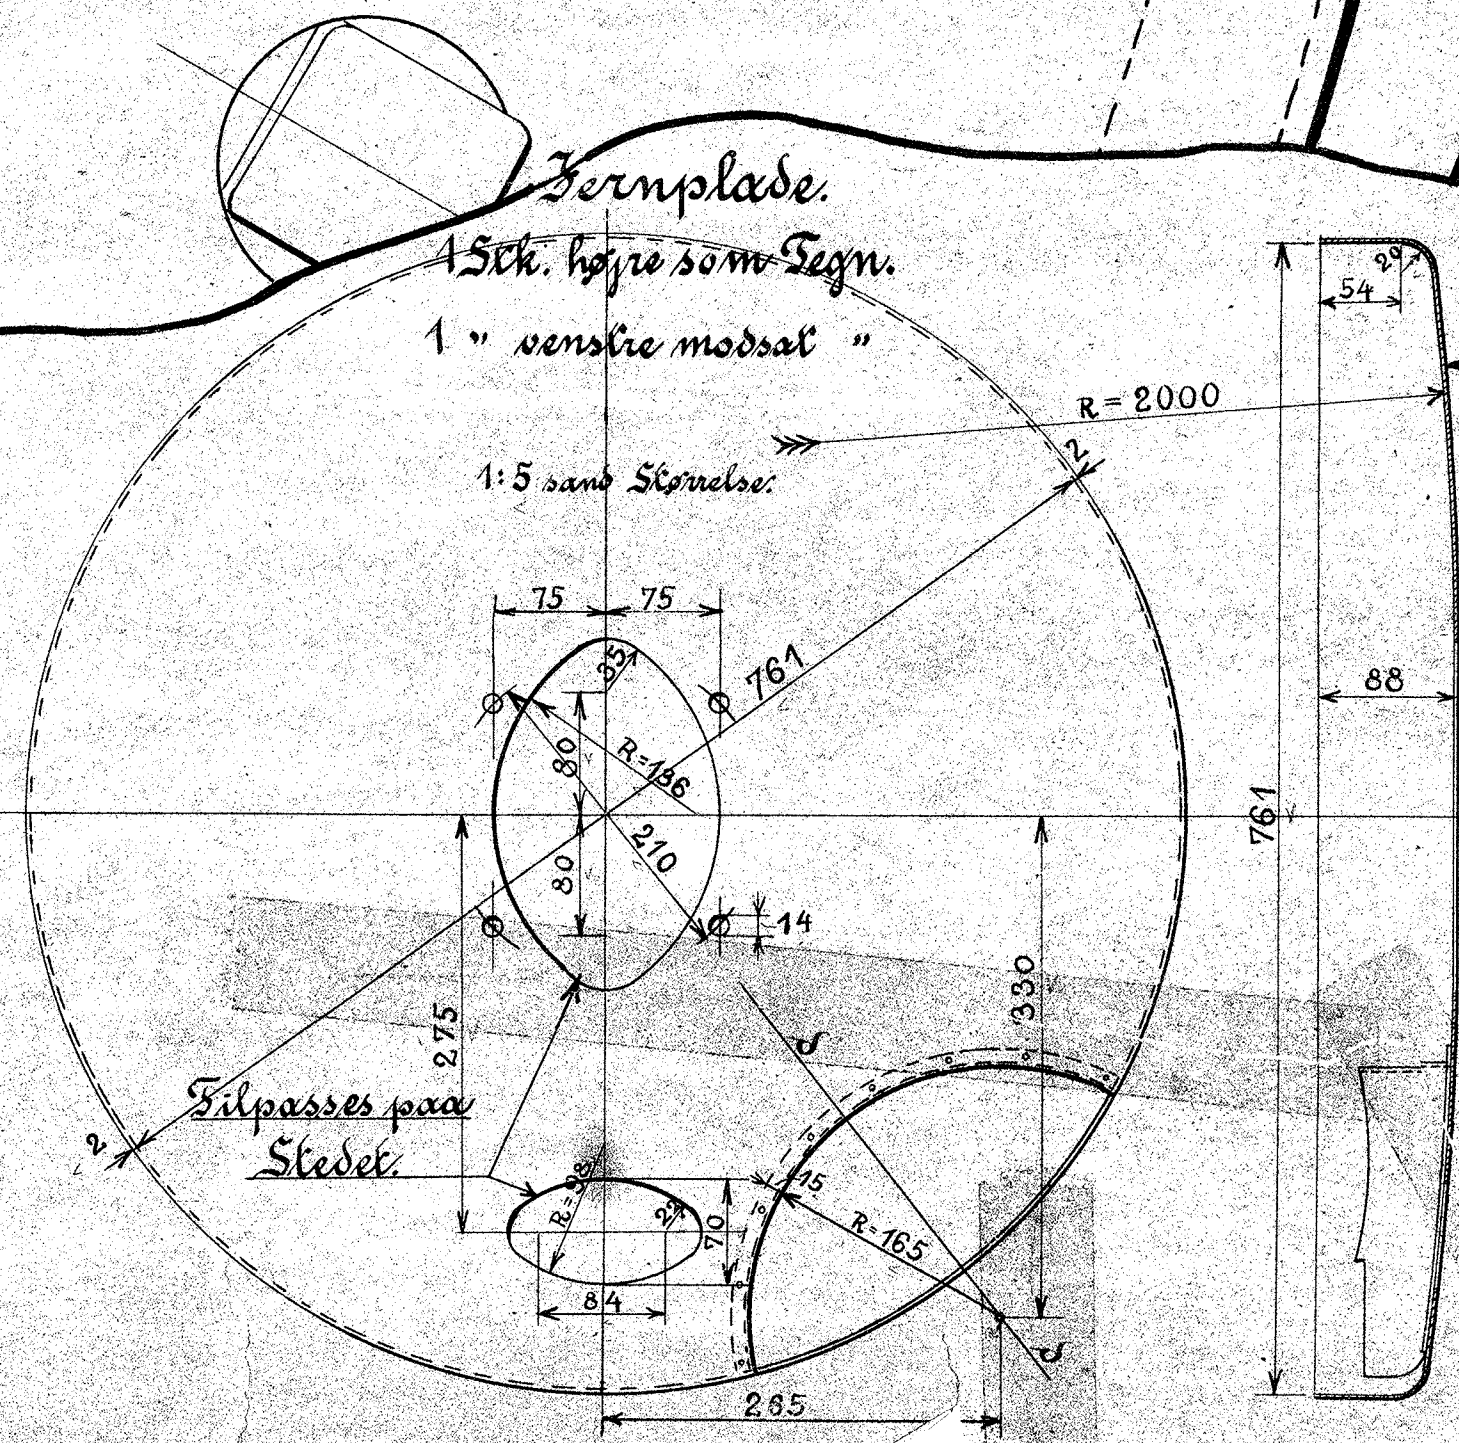 Jernplade.
1 Stk. højre som Tegn.
1 " venstre modsat "
1:5 sand Størrelse.
20
54
R = 2000
2
75 75
35
761
88
80
R=186
761
210
80
14
330
275
Tilpasses paa
Stedet.
2
d
15
R=98
22
70
R=165
84
d
265